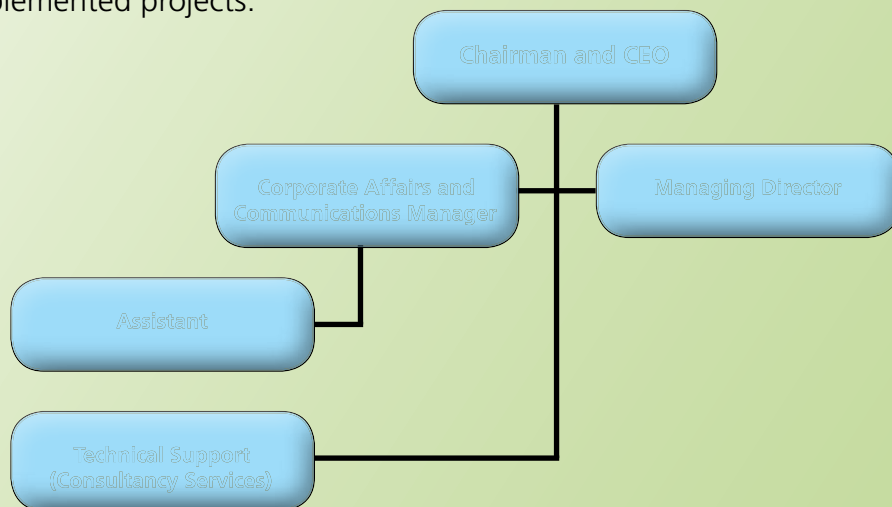 plemented projects.
Chairman and CEO
Corporate Affairs and
Communications Manager
Managing Director
Assistant
Technical Support
(Consultancy Services)